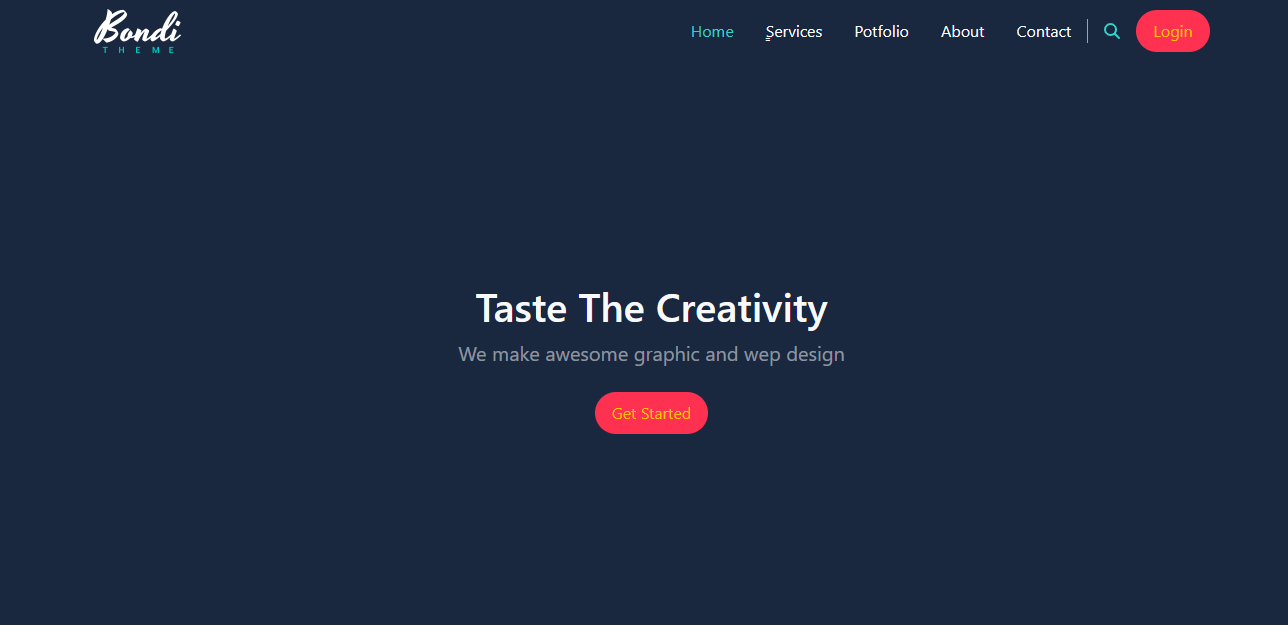 Bondi
THEME
Home Services Potfolio About Contact Login
Taste The Creativity
We make awesome graphic and wep design
Get Started